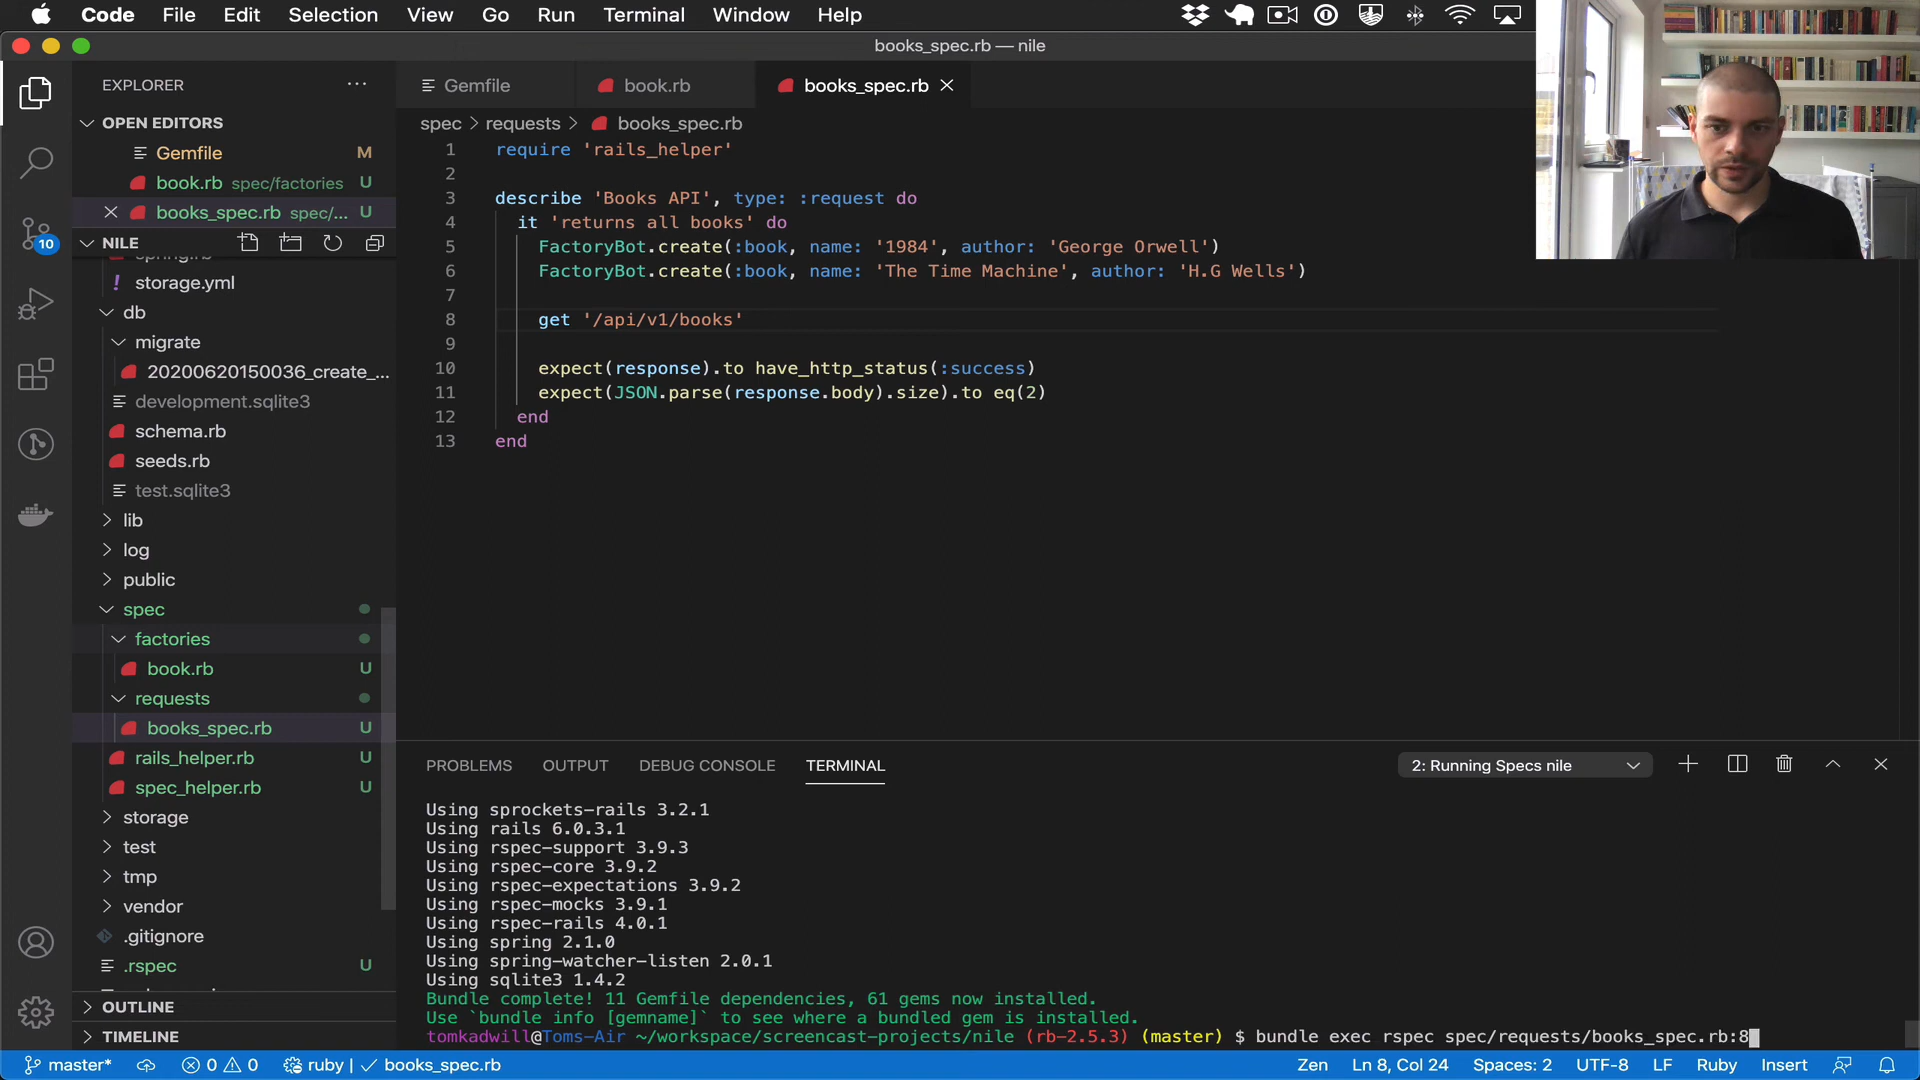 Code File Edit Selection View Go Run Terminal Window Help
books_spec.rb — nile
EXPLORER
Gemfile
book.rb
books_spec.rb
OPEN EDITORS
Gemfile M
book.rb spec/factories U
books_spec.rb spec/... U
NILE
spring.rb
storage.yml
db
migrate
20200620150036_create_...
development.sqlite3
schema.rb
seeds.rb
test.sqlite3
lib
log
public
spec
factories
book.rb U
requests
books_spec.rb U
rails_helper.rb U
spec_helper.rb U
storage
test
tmp
vendor
.gitignore
.rspec U
OUTLINE
TIMELINE
10
spec > requests > books_spec.rb
1 require 'rails_helper'
2
3 describe 'Books API', type: :request do
4 it 'returns all books' do
5 FactoryBot.create(:book, name: '1984', author: 'George Orwell')
6 FactoryBot.create(:book, name: 'The Time Machine', author: 'H.G Wells')
7
8 get '/api/v1/books'
9
10 expect(response).to have_http_status(:success)
11 expect(JSON.parse(response.body).size).to eq(2)
12 end
13 end
PROBLEMS OUTPUT DEBUG CONSOLE TERMINAL
2: Running Specs nile
Using sprockets-rails 3.2.1
Using rails 6.0.3.1
Using rspec-support 3.9.3
Using rspec-core 3.9.2
Using rspec-expectations 3.9.2
Using rspec-mocks 3.9.1
Using rspec-rails 4.0.1
Using spring 2.1.0
Using spring-watcher-listen 2.0.1
Using sqlite3 1.4.2
Bundle complete! 11 Gemfile dependencies, 61 gems now installed.
Use `bundle info [gemname]` to see where a bundled gem is installed.
tomkadwill@Toms-Air ~/workspace/screencast-projects/nile (rb-2.5.3) (master) $ bundle exec rspec spec/requests/books_spec.rb:8
master* 0 0 ruby | ✓ books_spec.rb Zen Ln 8, Col 24 Spaces: 2 UTF-8 LF Ruby Insert